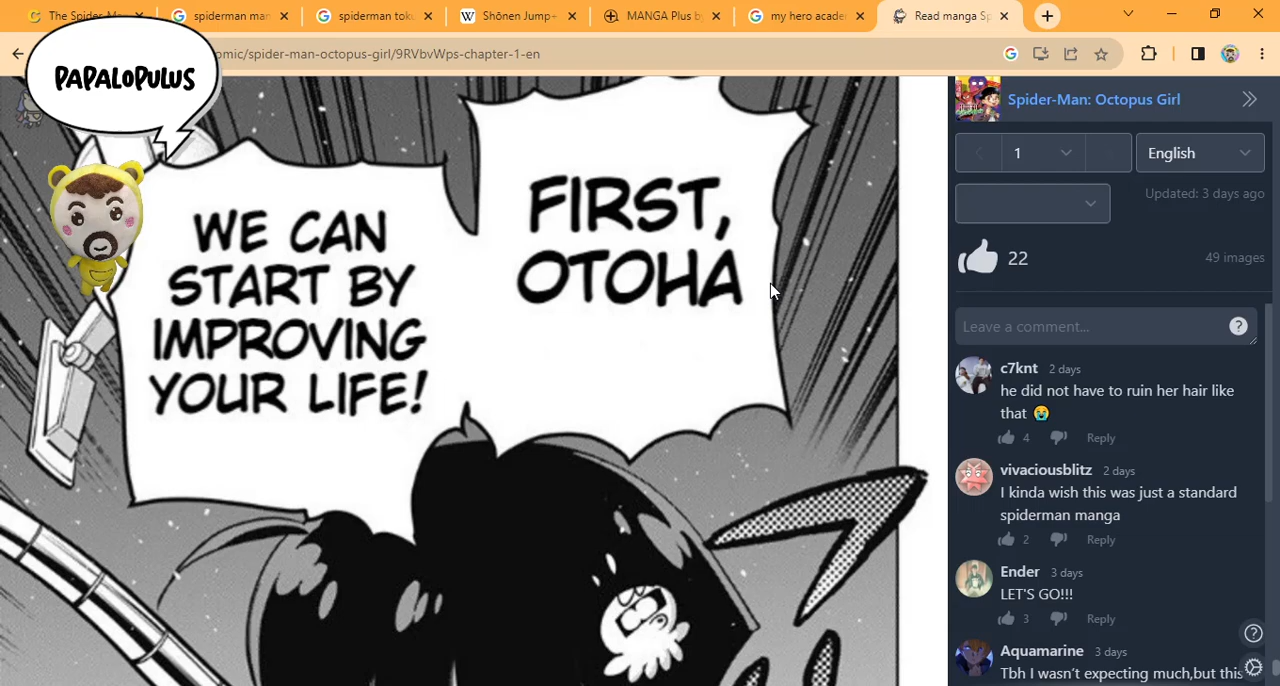 The Spider-Ma
spiderman man
spiderman toku
Shōnen Jump+
MANGA Plus by
my hero acade
Read manga Sp
omic/spider-man-octopus-girl/9RVbvWps-chapter-1-en
PAPALOPULUS
FIRST,
OTOHA
WE CAN
START BY
IMPROVING
YOUR LIFE!
Spider-Man: Octopus Girl
1
English
Updated: 3 days ago
22
49 images
Leave a comment...
c7knt 2 days
he did not have to ruin her hair like
that 😭
4 Reply
vivaciousblitz 2 days
I kinda wish this was just a standard
spiderman manga
2 Reply
Ender 3 days
LET'S GO!!!
3 Reply
Aquamarine 3 days
Tbh I wasn't expecting much,but this